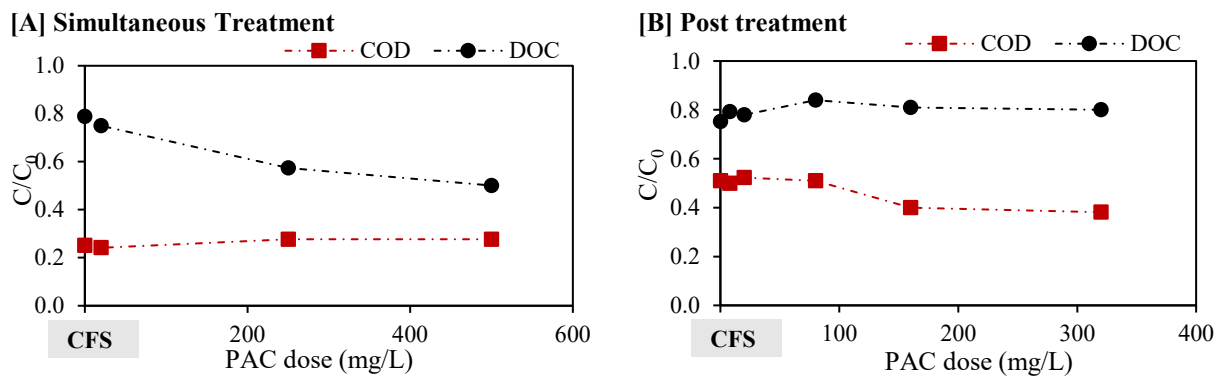 [A] Simultaneous Treatment
COD DOC
1.0
0.8
0.6
0.4
0.2
0.0
C/C0
200 400 600
CFS
PAC dose (mg/L)
[B] Post treatment
COD DOC
1.0
0.8
0.6
0.4
0.2
0.0
C/C0
100 200 300 400
CFS
PAC dose (mg/L)